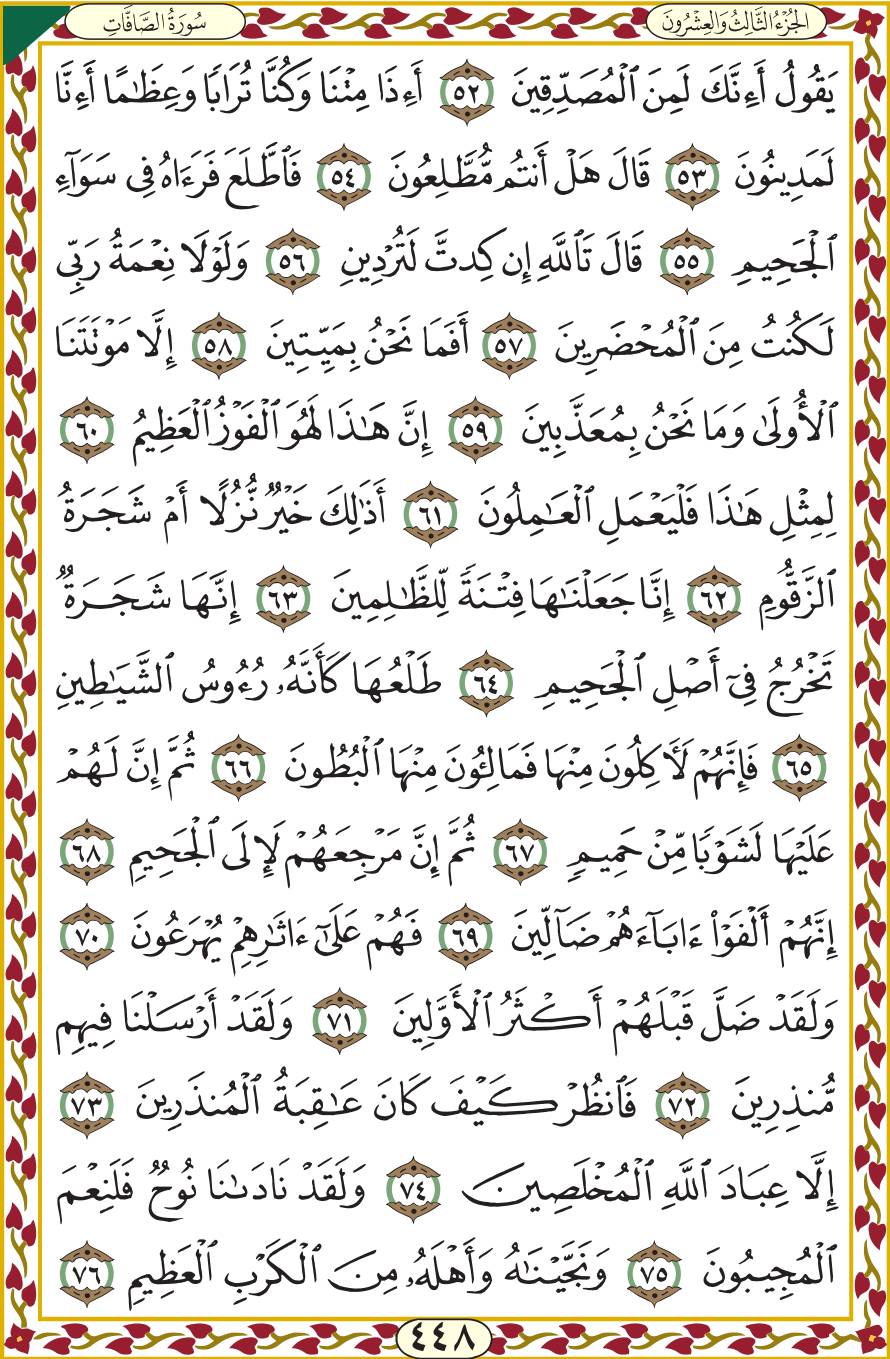 الجُزْءُ الثَّالِثُ وَالعِشْرُونَ
سُورَةُ الصَّافَّاتِ
يَقُولُ أَءِنَّكَ لَمِنَ ٱلْمُصَدِّقِينَ ٥٢ أَءِذَا مِتْنَا وَكُنَّا تُرَابًا وَعِظَٰمًا أَءِنَّا
لَمَدِينُونَ ٥٣ قَالَ هَلْ أَنتُم مُّطَّلِعُونَ ٥٤ فَٱطَّلَعَ فَرَءَاهُ فِى سَوَآءِ
ٱلْجَحِيمِ ٥٥ قَالَ تَٱللَّهِ إِن كِدتَّ لَتُرْدِينِ ٥٦ وَلَوْلَا نِعْمَةُ رَبِّى
لَكُنتُ مِنَ ٱلْمُحْضَرِينَ ٥٧ أَفَمَا نَحْنُ بِمَيِّتِينَ ٥٨ إِلَّا مَوْتَتَنَا
ٱلْأُولَىٰ وَمَا نَحْنُ بِمُعَذَّبِينَ ٥٩ إِنَّ هَٰذَا لَهُوَ ٱلْفَوْزُ ٱلْعَظِيمُ ٦٠
لِمِثْلِ هَٰذَا فَلْيَعْمَلِ ٱلْعَٰمِلُونَ ٦١ أَذَٰلِكَ خَيْرٌ نُّزُلًا أَمْ شَجَرَةُ
ٱلزَّقُّومِ ٦٢ إِنَّا جَعَلْنَٰهَا فِتْنَةً لِّلظَّٰلِمِينَ ٦٣ إِنَّهَا شَجَرَةٌ
تَخْرُجُ فِىٓ أَصْلِ ٱلْجَحِيمِ ٦٤ طَلْعُهَا كَأَنَّهُۥ رُءُوسُ ٱلشَّيَٰطِينِ
٦٥ فَإِنَّهُمْ لَأَكِلُونَ مِنْهَا فَمَالِـُٔونَ مِنْهَا ٱلْبُطُونَ ٦٦ ثُمَّ إِنَّ لَهُمْ
عَلَيْهَا لَشَوْبًا مِّنْ حَمِيمٍ ٦٧ ثُمَّ إِنَّ مَرْجِعَهُمْ لَإِلَى ٱلْجَحِيمِ ٦٨
إِنَّهُمْ أَلْفَوْا۟ ءَابَآءَهُمْ ضَآلِّينَ ٦٩ فَهُمْ عَلَىٰٓ ءَاثَٰرِهِمْ يُهْرَعُونَ ٧٠
وَلَقَدْ ضَلَّ قَبْلَهُمْ أَكْثَرُ ٱلْأَوَّلِينَ ٧١ وَلَقَدْ أَرْسَلْنَا فِيهِم
مُّنذِرِينَ ٧٢ فَٱنظُرْ كَيْفَ كَانَ عَٰقِبَةُ ٱلْمُنذَرِينَ ٧٣
إِلَّا عِبَادَ ٱللَّهِ ٱلْمُخْلَصِينَ ٧٤ وَلَقَدْ نَادَىٰنَا نُوحٌ فَلَنِعْمَ
ٱلْمُجِيبُونَ ٧٥ وَنَجَّيْنَٰهُ وَأَهْلَهُۥ مِنَ ٱلْكَرْبِ ٱلْعَظِيمِ ٧٦
٤٤٨